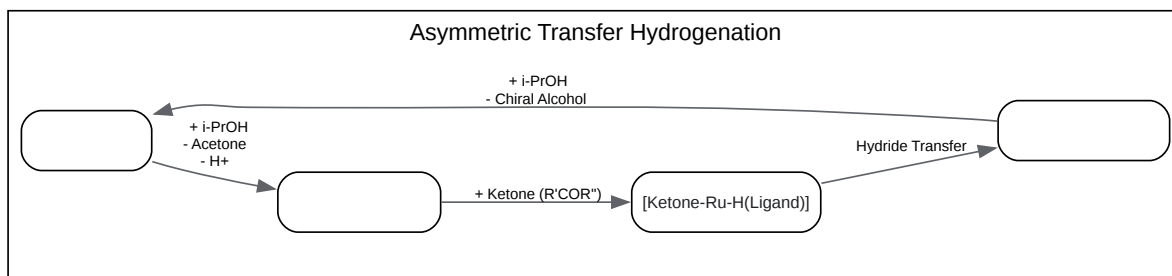 Asymmetric Transfer Hydrogenation
+ i-PrOH
- Chiral Alcohol
+ i-PrOH
- Acetone
- H+
Hydride Transfer
+ Ketone (R'COR")
[Ketone-Ru-H(Ligand)]